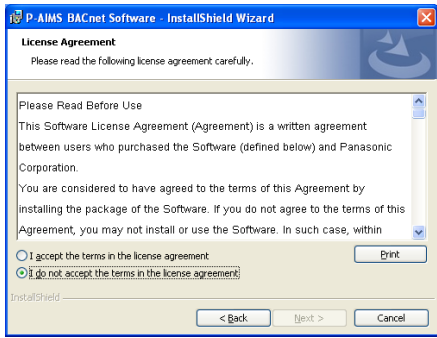 P-AIMS BACnet Software - InstallShield Wizard
License Agreement
Please read the following license agreement carefully.
Please Read Before Use
This Software License Agreement (Agreement) is a written agreement
between users who purchased the Software (defined below) and Panasonic
Corporation.
You are considered to have agreed to the terms of this Agreement by
installing the package of the Software. If you do not agree to the terms of this
Agreement, you may not install or use the Software. In such case, within
I accept the terms in the license agreement
Print
I do not accept the terms in the license agreement
InstallShield
< Back
Next >
Cancel